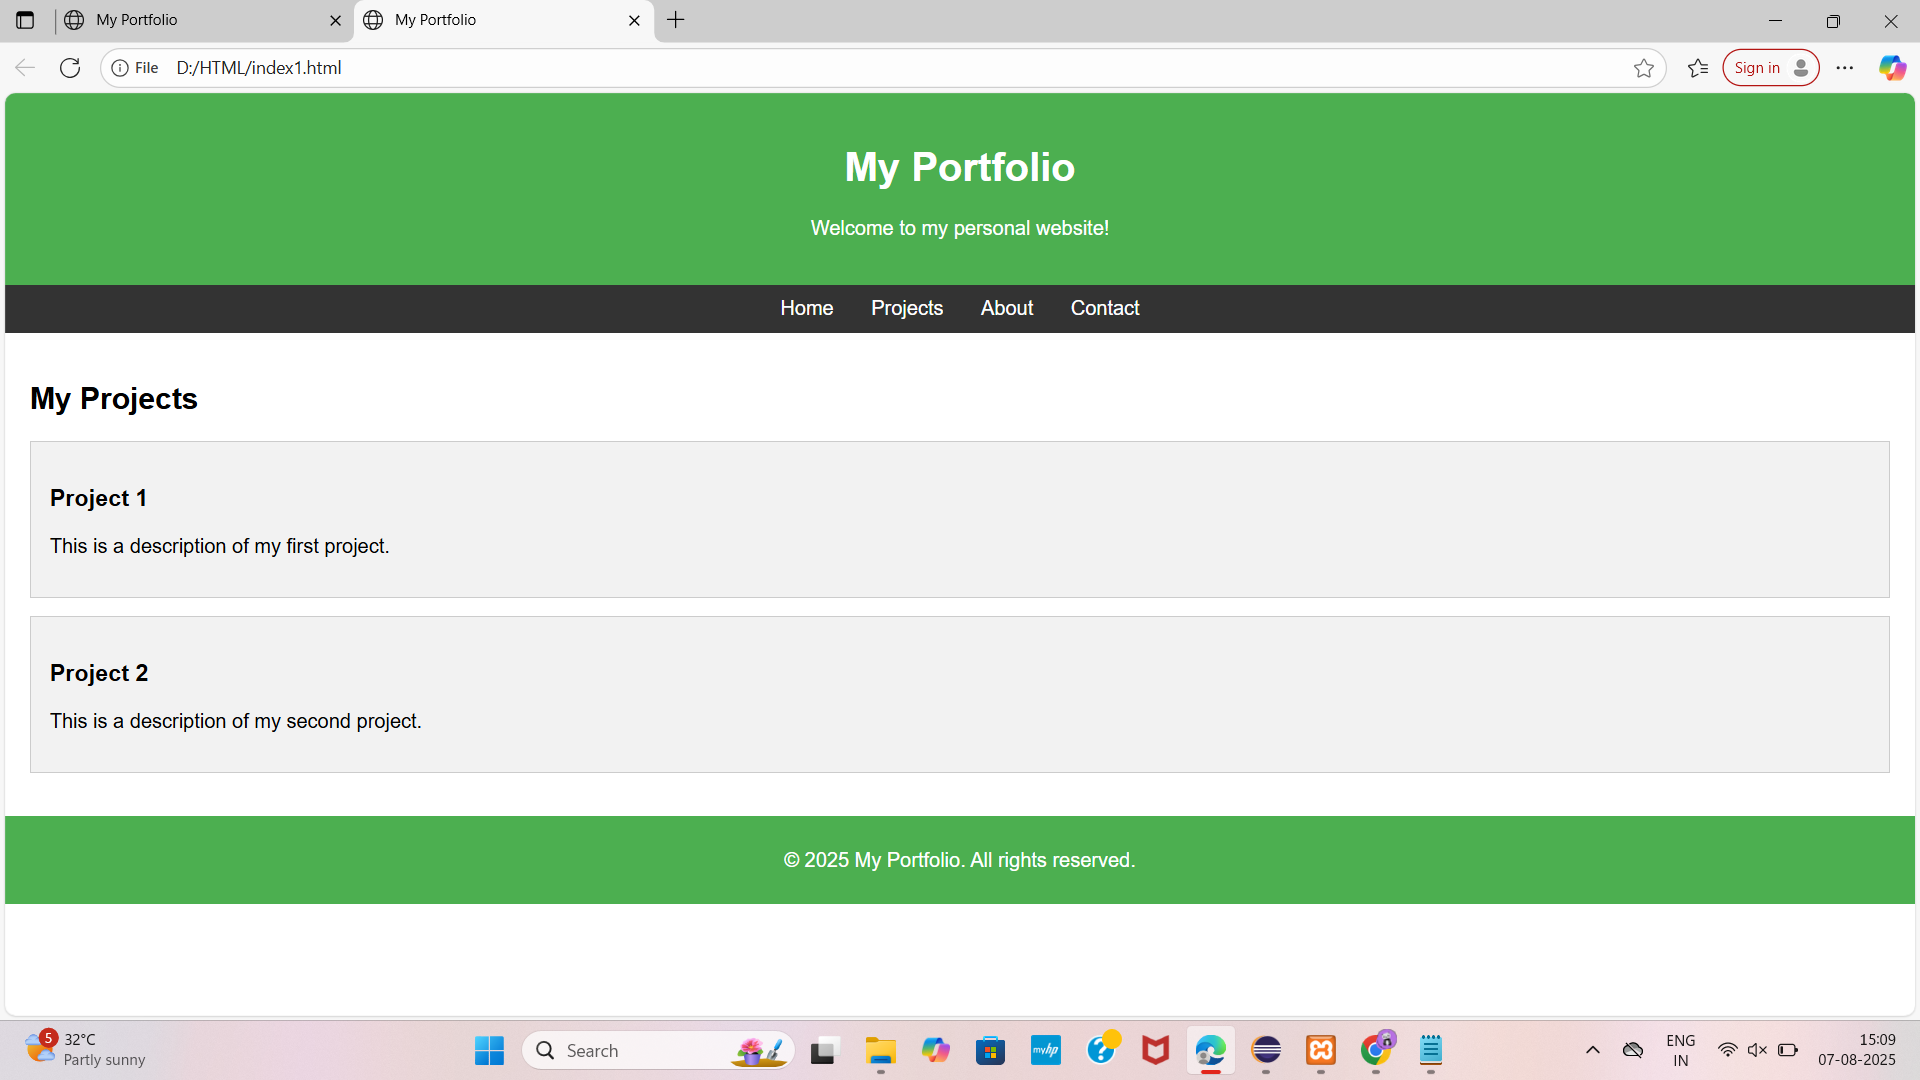 My Portfolio
My Portfolio
File D:/HTML/index1.html
Sign in
My Portfolio
Welcome to my personal website!
Home Projects About Contact
My Projects
Project 1
This is a description of my first project.
Project 2
This is a description of my second project.
© 2025 My Portfolio. All rights reserved.
5
32°C
Partly sunny
Search
myhp
ENG
IN
15:09
07-08-2025